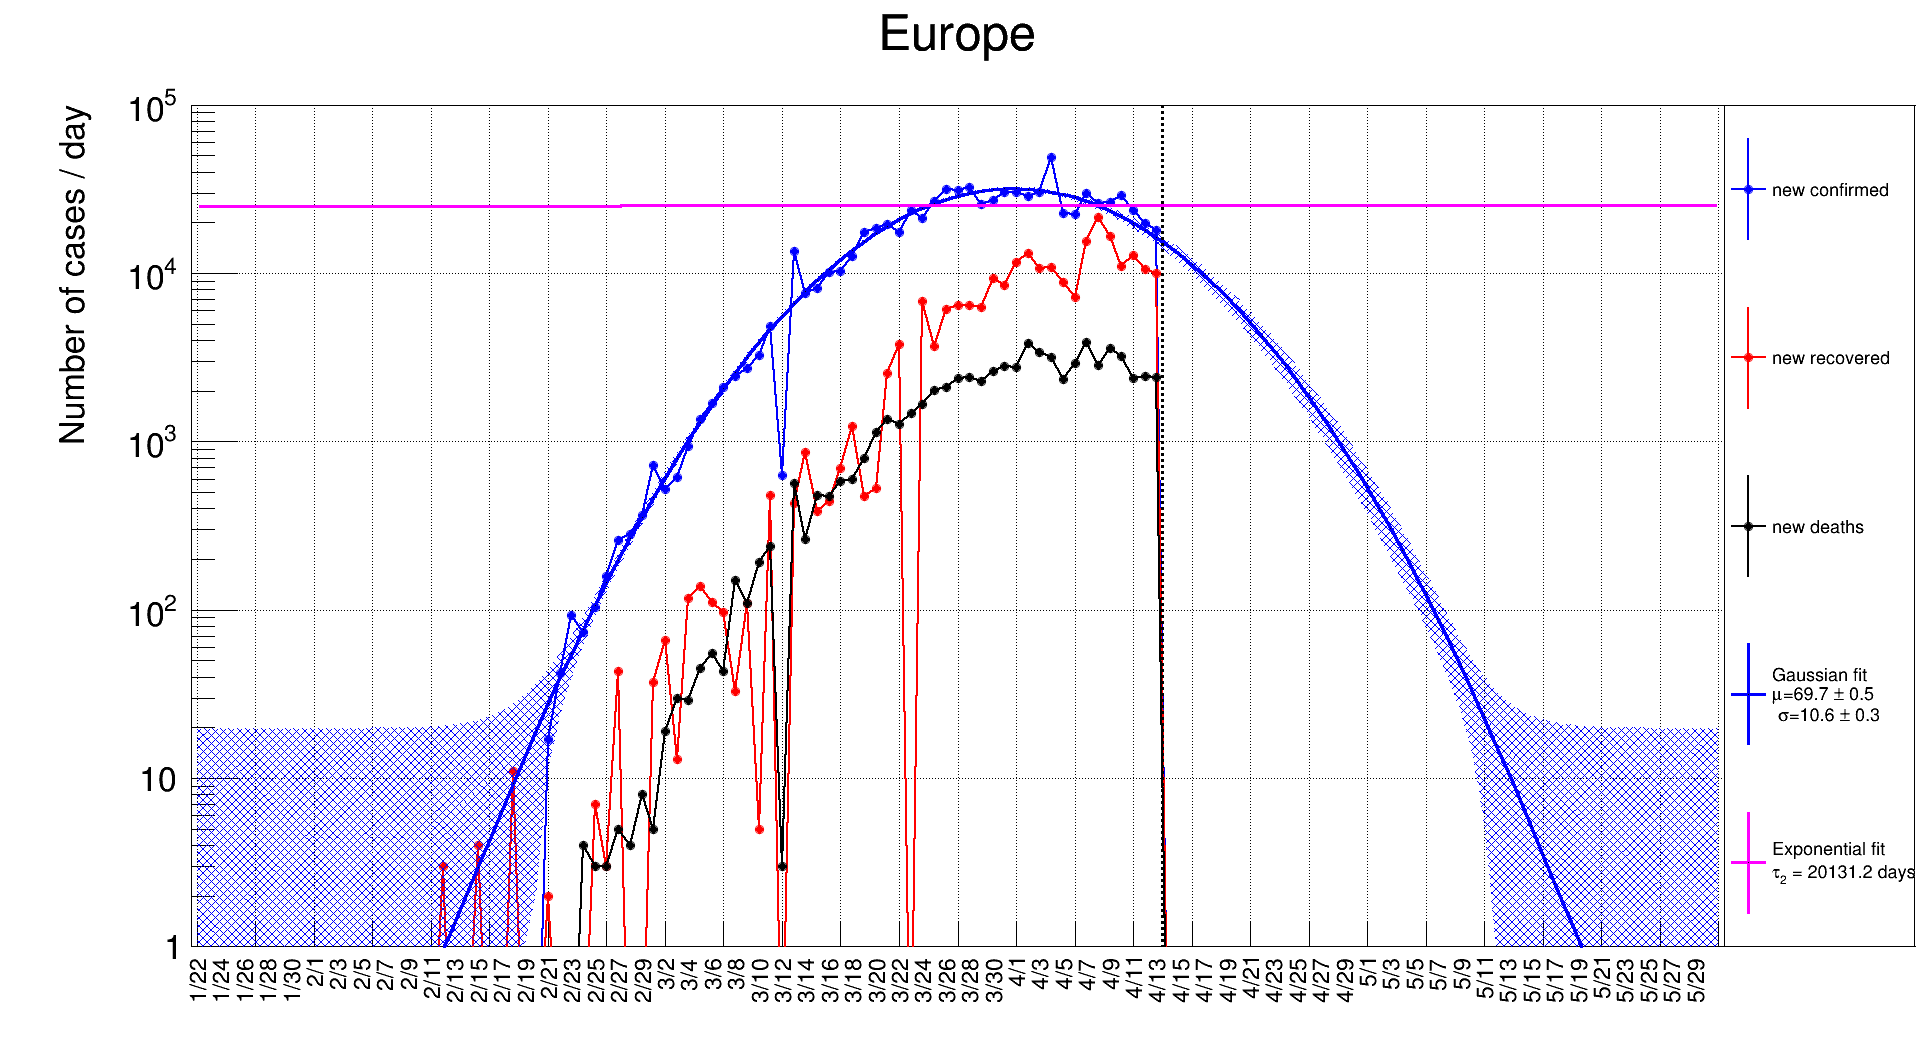 Europe
Number of cases / day
10^5
10^4
10^3
10^2
10
1
1/22 1/24 1/26 1/28 1/30 2/1 2/3 2/5 2/7 2/9 2/11 2/13 2/15 2/17 2/19 2/21 2/23 2/25 2/27 2/29 3/2 3/4 3/6 3/8 3/10 3/12 3/14 3/16 3/18 3/20 3/22 3/24 3/26 3/28 3/30 4/1 4/3 4/5 4/7 4/9 4/11 4/13 4/15 4/17 4/19 4/21 4/23 4/25 4/27 4/29 5/1 5/3 5/5 5/7 5/9 5/11 5/13 5/15 5/17 5/19 5/21 5/23 5/25 5/27 5/29
new confirmed
new recovered
new deaths
Gaussian fit
μ=69.7 ± 0.5
σ=10.6 ± 0.3
Exponential fit
τ₂ = 20131.2 days